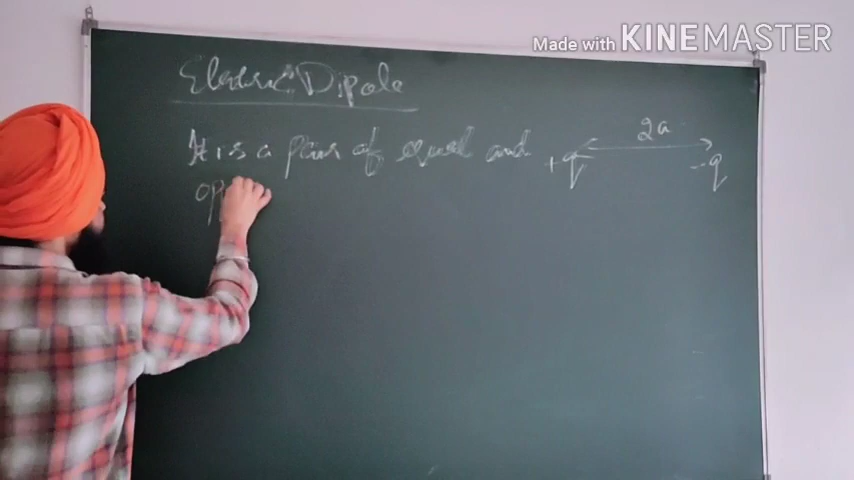 Made with KINEMASTER
Electric Dipole
It is a pair of equal and
op
2a
+q -q